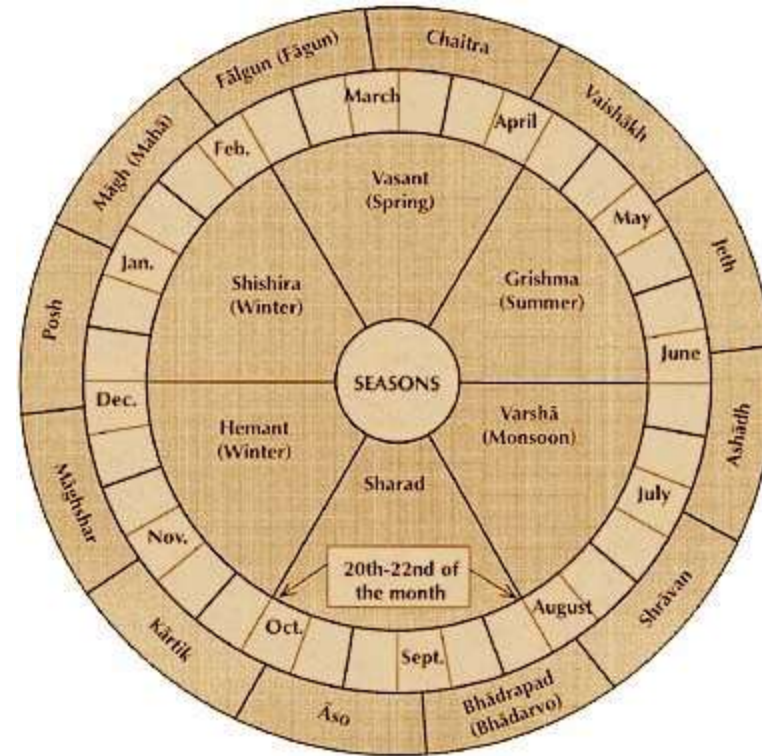 Chaitra
Vaishākh
Jeth
Ashādh
Shrāvan
Bhādrapad
(Bhādarvo)
Āso
Kārtik
Māghshar
Posh
Māgh (Mahā)
Fālgun (Fāgun)
March
April
May
June
July
August
Sept.
Oct.
Nov.
Dec.
Jan.
Feb.
Vasant
(Spring)
Grishma
(Summer)
Varshā
(Monsoon)
Sharad
Hemant
(Winter)
Shishira
(Winter)
SEASONS
20th-22nd of
the month